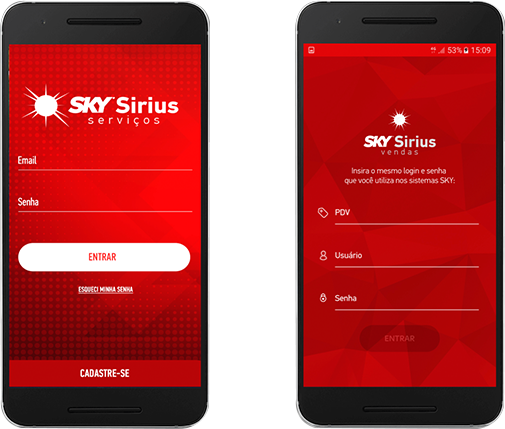 SKY Sirius
serviços
Email
Senha
ENTRAR
ESQUECI MINHA SENHA
CADASTRE-SE
53% 15:09
SKY Sirius
vendas
Insira o mesmo login e senha
que você utiliza nos sistemas SKY:
PDV
Usuário
Senha
ENTRAR